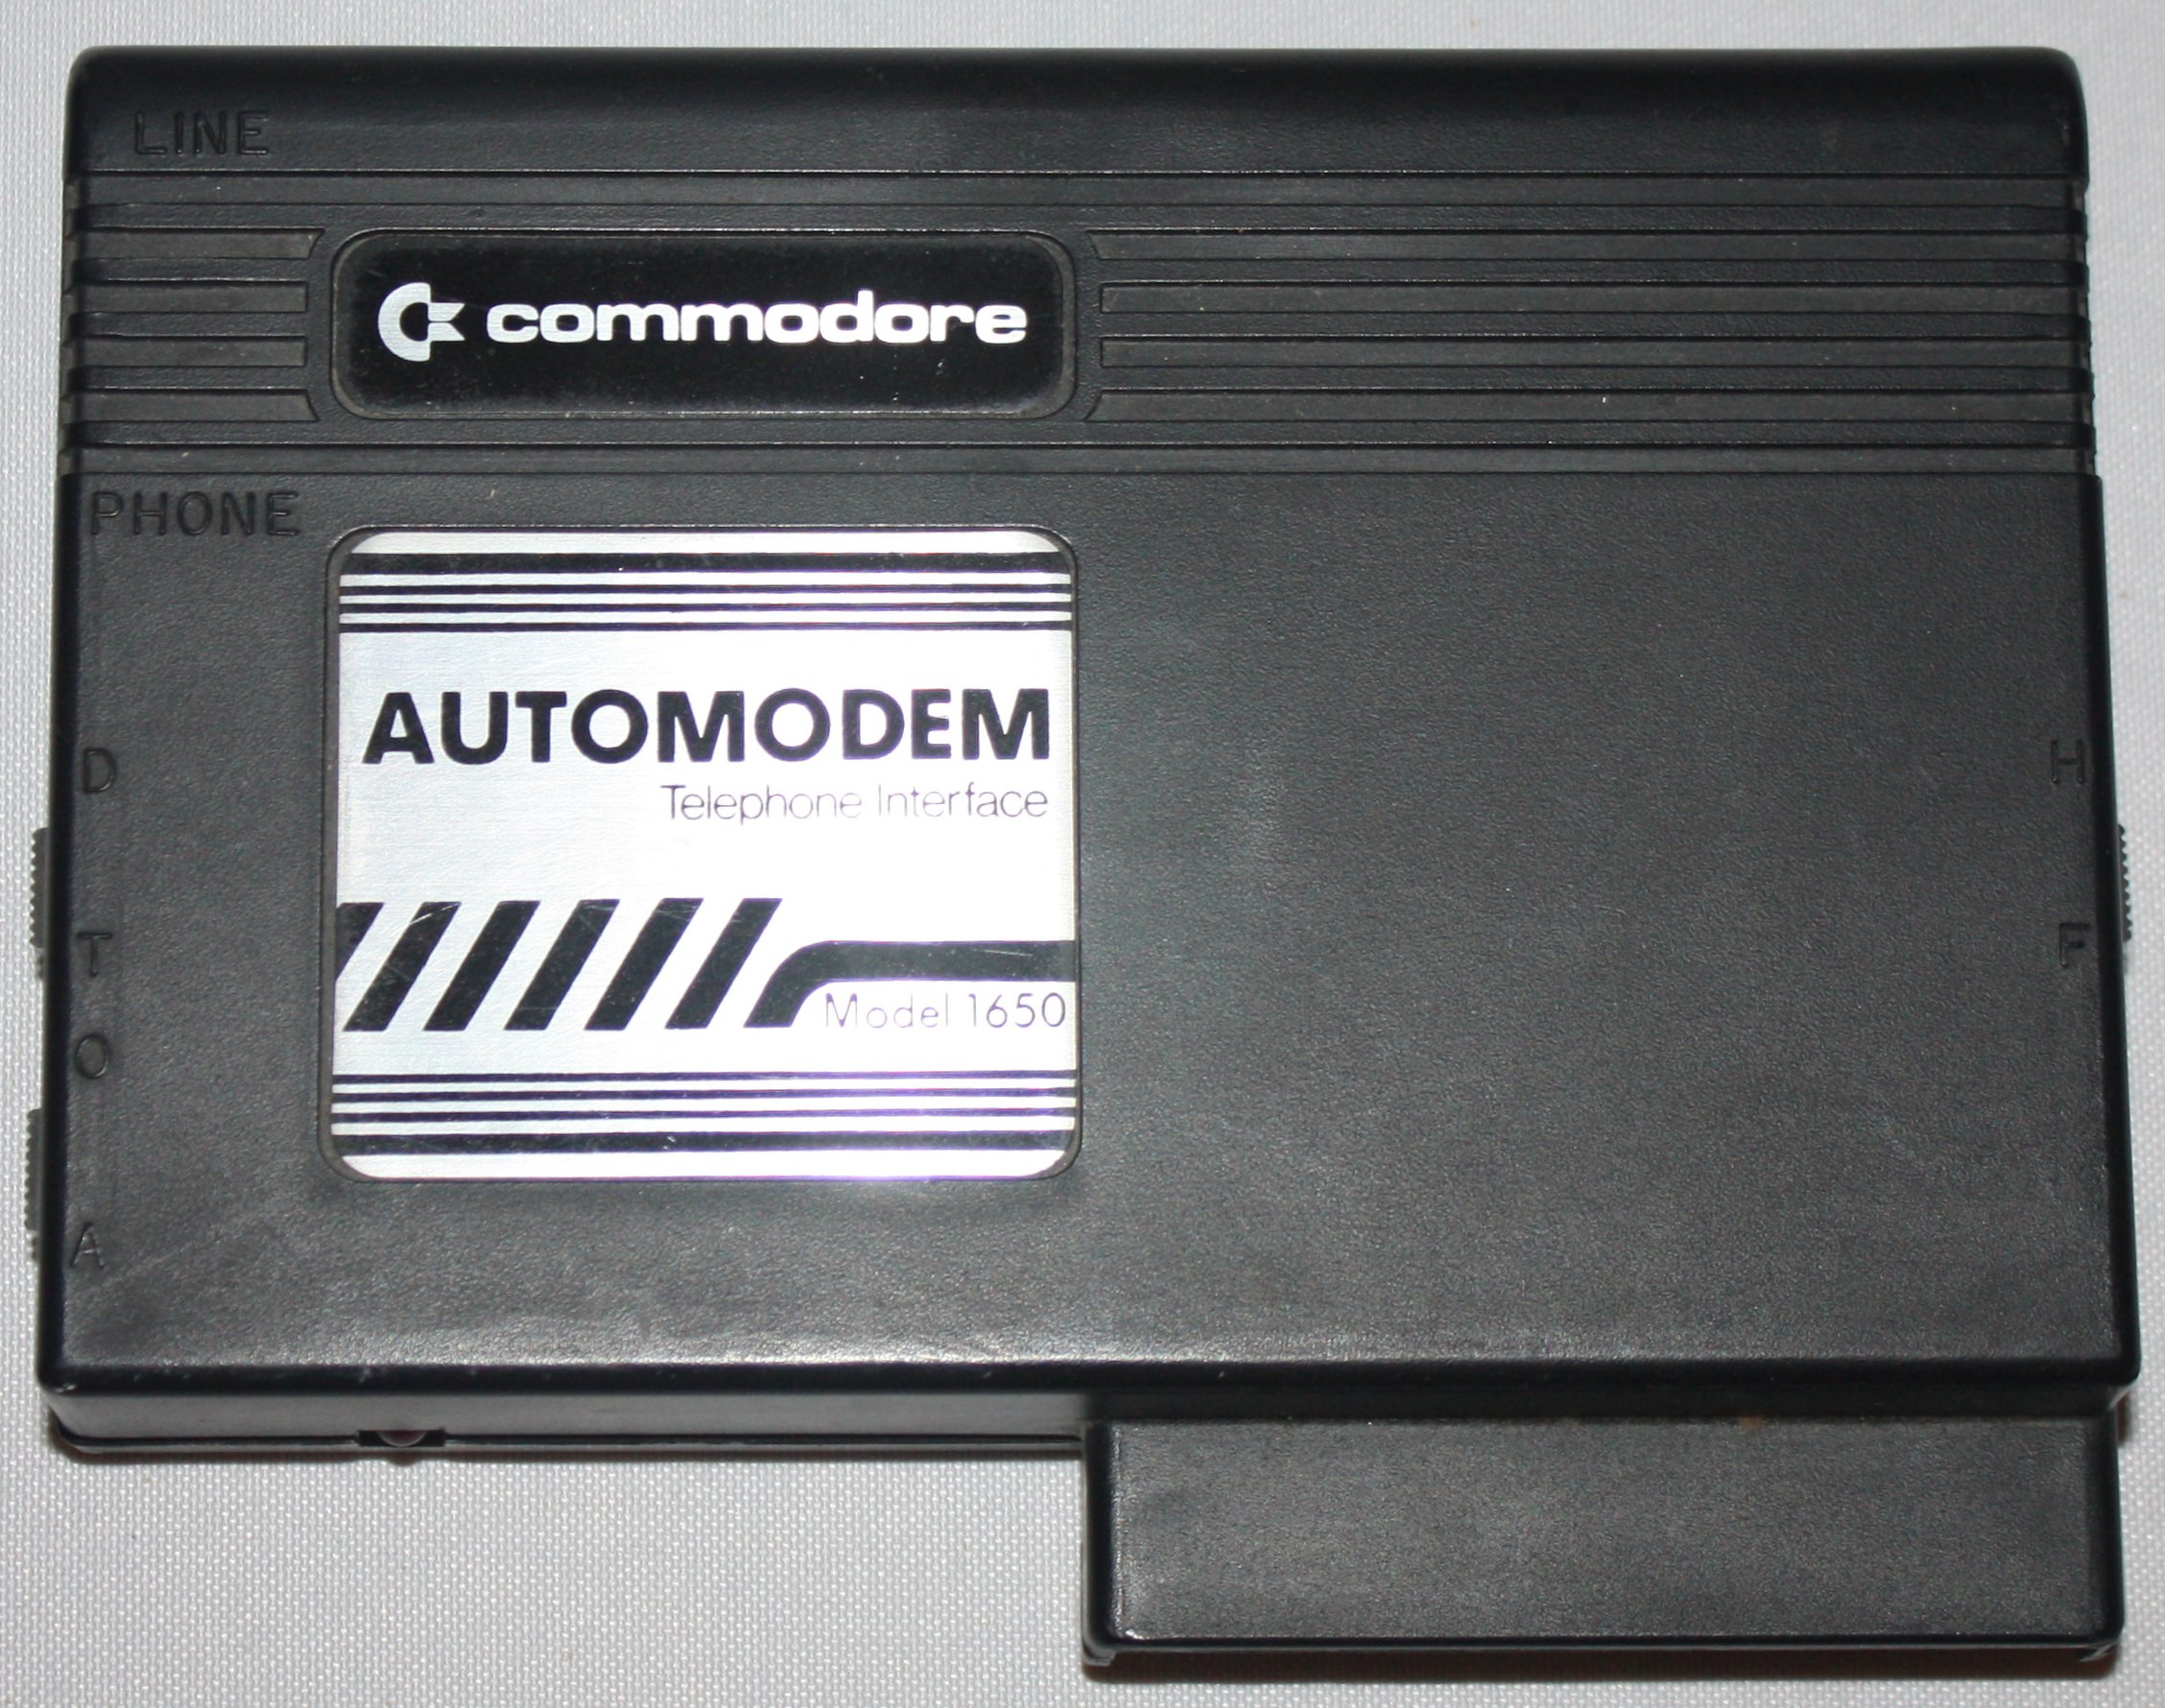 LINE
commodore
PHONE
AUTOMODEM
Telephone Interface
D
H
T
F
Model 1650
O
A